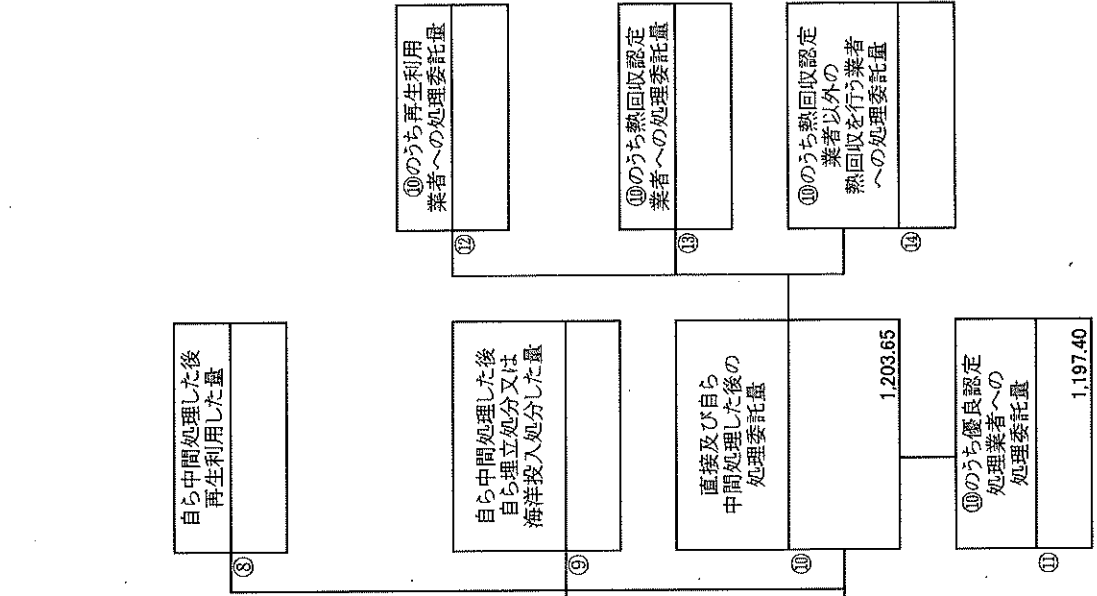 自ら中間処理した後
再生利用した量
⑧
自ら中間処理した後
自ら埋立処分又は
海洋投入処分した量
⑨
直接及び自ら
中間処理した後の
処理委託量
⑩
1,203.65
⑩のうち優良認定
処理業者への
処理委託量
⑪
1,197.40
⑩のうち再生利用
業者への処理委託量
⑫
⑩のうち熱回収認定
業者への処理委託量
⑬
⑩のうち熱回収認定
業者以外の
熱回収を行う業者
への処理委託量
⑭